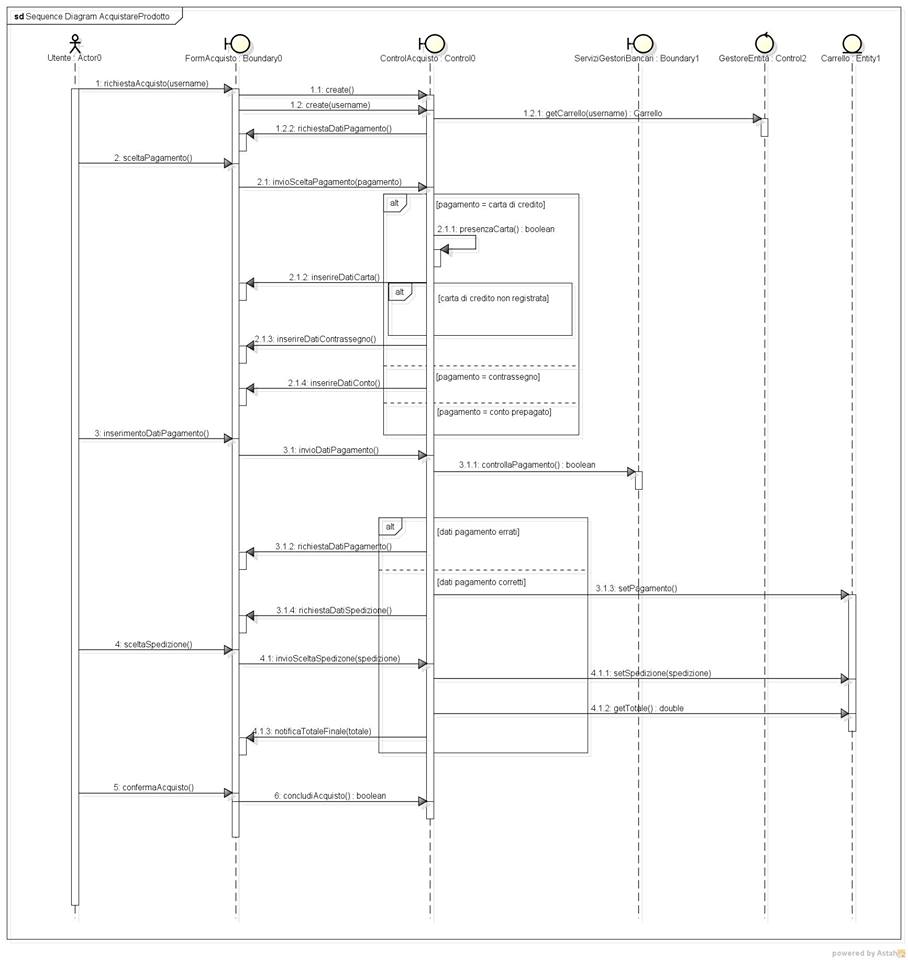 sd Sequence Diagram AcquistareProdotto
Utente : Actor0
FormAcquisto : Boundary0
ControlAcquisto : Control0
ServiziGestoriBancari : Boundary1
GestoreEntità : Control2
Carrello : Entity1
1: richiestaAcquisto(username)
1.1: create()
1.2: create(username)
1.2.1: getCarrello(username) : Carrello
1.2.2: richiestaDatiPagamento()
2: sceltaPagamento()
2.1: invioSceltaPagamento(pagamento)
alt
[pagamento = carta di credito]
2.1.1: presenzaCarta() : boolean
2.1.2: inserireDatiCarta()
alt
[carta di credito non registrata]
2.1.3: inserireDatiContrassegno()
[pagamento = contrassegno]
2.1.4: inserireDatiConto()
[pagamento = conto prepagato]
3: inserimentoDatiPagamento()
3.1: invioDatiPagamento()
3.1.1: controllaPagamento() : boolean
alt
[dati pagamento errati]
3.1.2: richiestaDatiPagamento()
[dati pagamento corretti]
3.1.3: setPagamento()
3.1.4: richiestaDatiSpedizione()
4: sceltaSpedizione()
4.1: invioSceltaSpedizone(spedizione)
4.1.1: setSpedizione(spedizione)
4.1.2: getTotale() : double
4.1.3: notificaTotaleFinale(totale)
5: confermaAcquisto()
6: concludiAcquisto() : boolean
powered by Astah